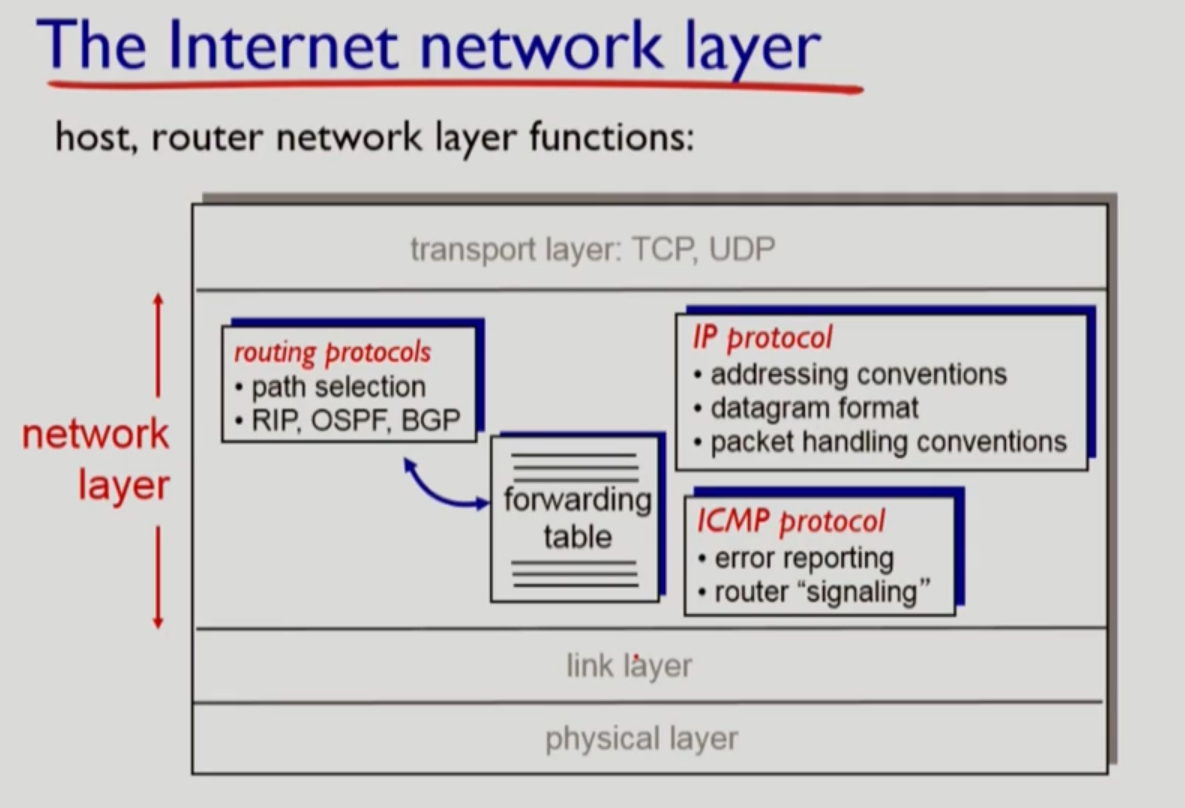 The Internet network layer
host, router network layer functions:
transport layer: TCP, UDP
network
layer
routing protocols
• path selection
• RIP, OSPF, BGP
forwarding
table
IP protocol
• addressing conventions
• datagram format
• packet handling conventions
ICMP protocol
• error reporting
• router “signaling”
link layer
physical layer